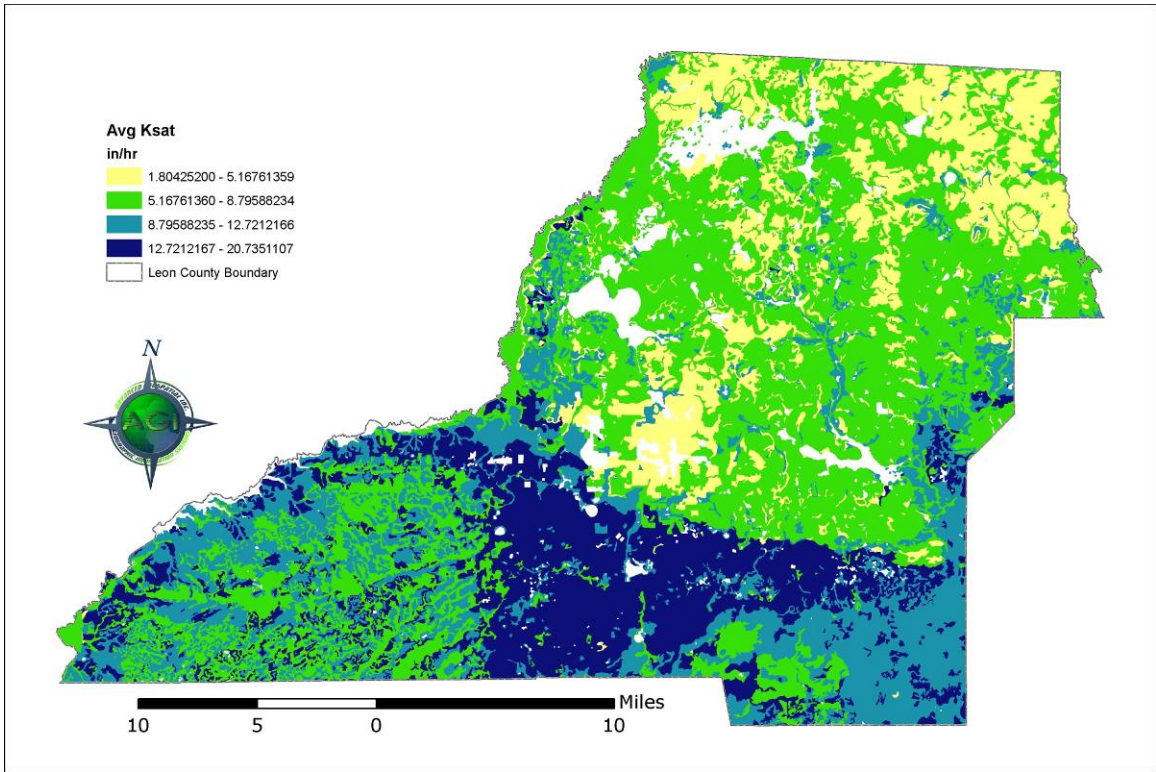 Avg Ksat
in/hr
1.80425200 - 5.16761359
5.16761360 - 8.79588234
8.79588235 - 12.7212166
12.7212167 - 20.7351107
Leon County Boundary
N
AGI
Miles
10 5 0 10